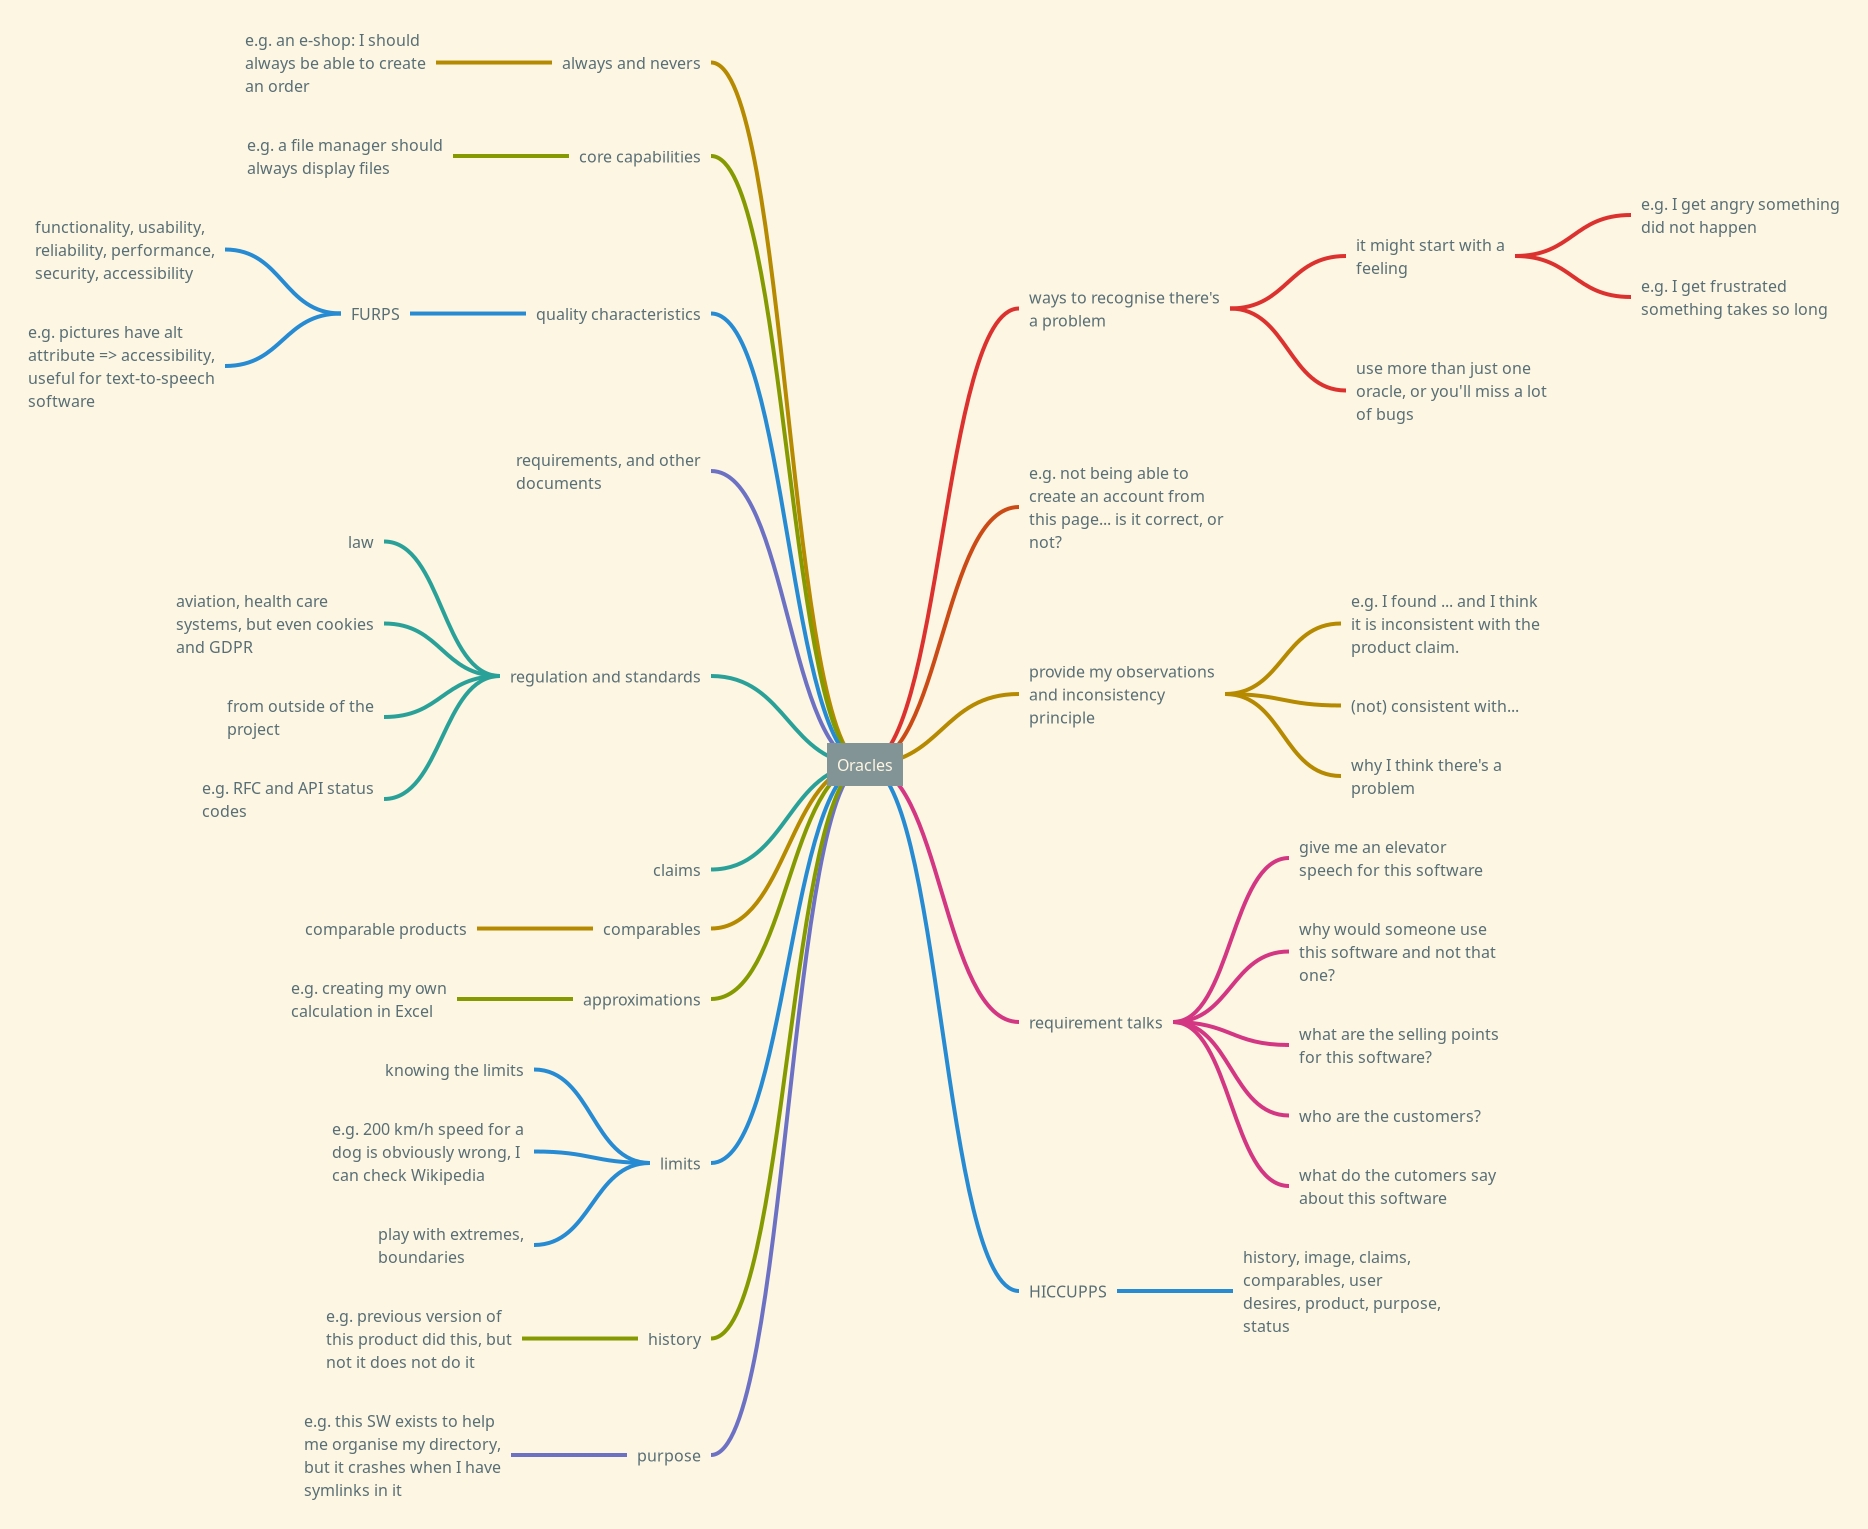 Oracles
ways to recognise there's
a problem
it might start with a
feeling
e.g. I get angry something
did not happen
e.g. I get frustrated
something takes so long
use more than just one
oracle, or you'll miss a lot
of bugs
e.g. not being able to
create an account from
this page... is it correct, or
not?
provide my observations
and inconsistency
principle
e.g. I found ... and I think
it is inconsistent with the
product claim.
(not) consistent with...
why I think there's a
problem
requirement talks
give me an elevator
speech for this software
why would someone use
this software and not that
one?
what are the selling points
for this software?
who are the customers?
what do the cutomers say
about this software
HICCUPPS
history, image, claims,
comparables, user
desires, product, purpose,
status
always and nevers
e.g. an e-shop: I should
always be able to create
an order
core capabilities
e.g. a file manager should
always display files
quality characteristics
FURPS
functionality, usability,
reliability, performance,
security, accessibility
e.g. pictures have alt
attribute => accessibility,
useful for text-to-speech
software
requirements, and other
documents
regulation and standards
law
aviation, health care
systems, but even cookies
and GDPR
from outside of the
project
e.g. RFC and API status
codes
claims
comparables
comparable products
approximations
e.g. creating my own
calculation in Excel
limits
knowing the limits
e.g. 200 km/h speed for a
dog is obviously wrong, I
can check Wikipedia
play with extremes,
boundaries
history
e.g. previous version of
this product did this, but
not it does not do it
purpose
e.g. this SW exists to help
me organise my directory,
but it crashes when I have
symlinks in it